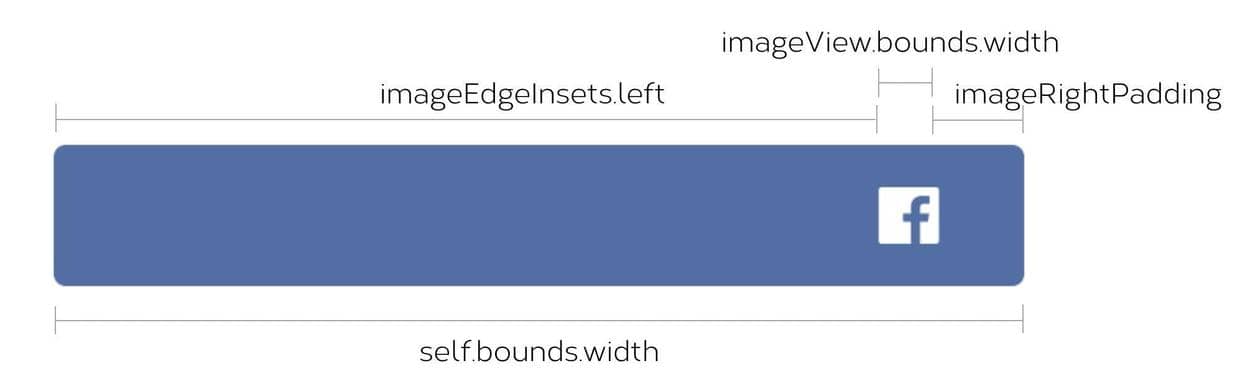 imageView.bounds.width
imageEdgeInsets.left
imageRightPadding
f
self.bounds.width